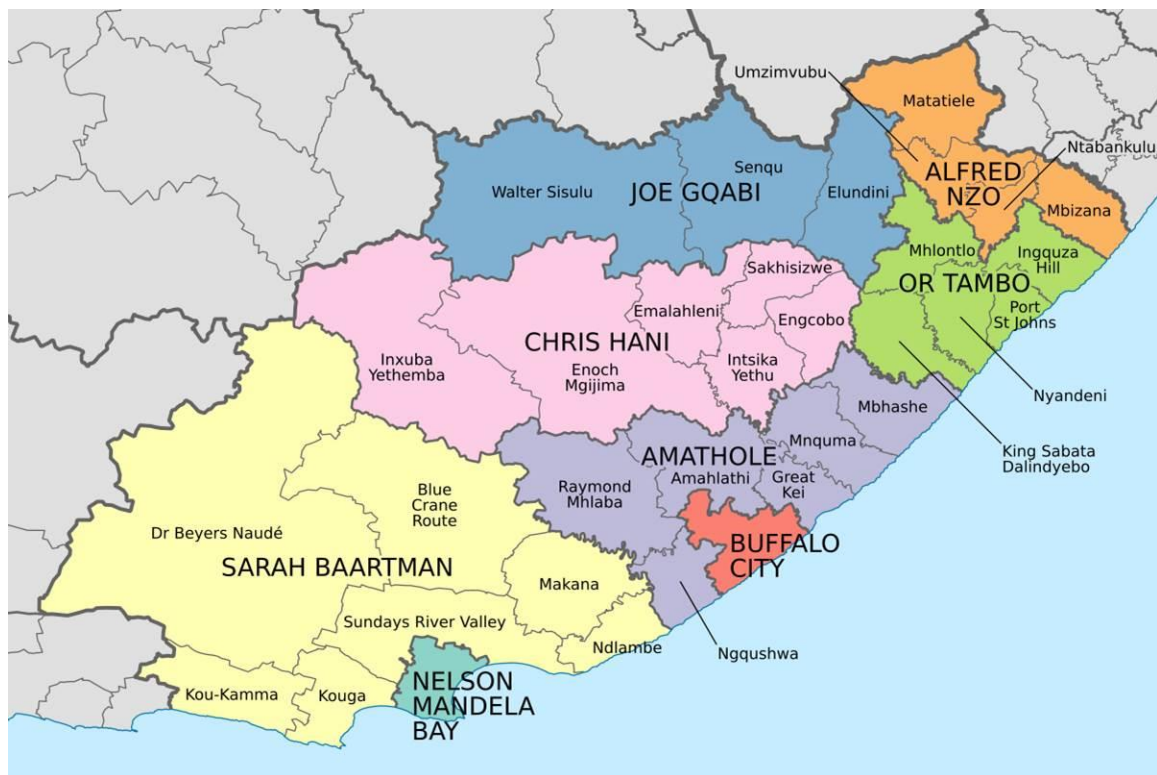 Umzimvubu
Matatiele
Ntabankulu
ALFRED
NZO
Mbizana
Walter Sisulu
JOE GQABI
Senqu
Elundini
Mhlontlo
Ingquza
Hill
OR TAMBO
Port
St Johns
Nyandeni
King Sabata
Dalindyebo
Sakhisizwe
Emalahleni
Engcobo
CHRIS HANI
Inxuba
Yethemba
Enoch
Mgijima
Intsika
Yethu
Mbhashe
Mnquma
AMATHOLE
Amahlathi
Great
Kei
Raymond
Mhlaba
BUFFALO
CITY
Ngqushwa
Blue
Crane
Route
Dr Beyers Naudé
SARAH BAARTMAN
Makana
Sundays River Valley
Ndlambe
Kou-Kamma
Kouga
NELSON
MANDELA
BAY